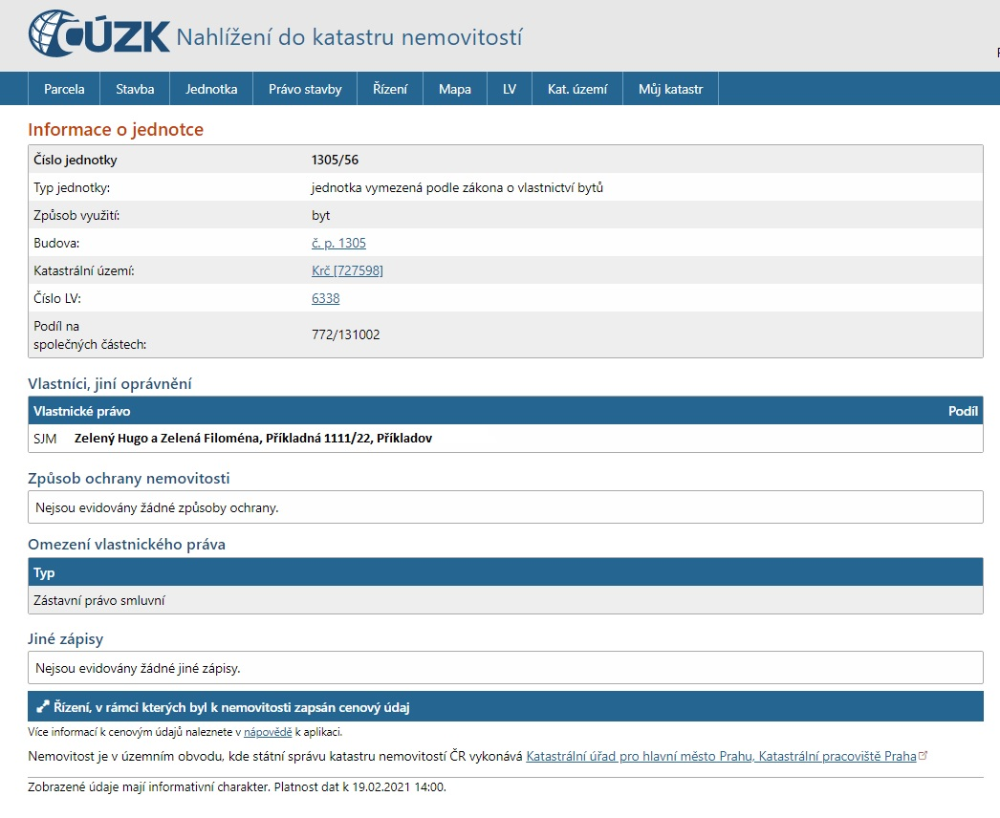 ČÚZK Nahlížení do katastru nemovitostí
Parcela Stavba Jednotka Právo stavby Řízení Mapa LV Kat. území Můj katastr
Informace o jednotce
Číslo jednotky 1305/56
Typ jednotky: jednotka vymezená podle zákona o vlastnictví bytů
Způsob využití: byt
Budova: č. p. 1305
Katastrální území: Krč [727598]
Číslo LV: 6338
Podíl na
společných částech: 772/131002
Vlastníci, jiní oprávnění
Vlastnické právo Podíl
SJM Zelený Hugo a Zelená Filoména, Příkladná 1111/22, Příkladov
Způsob ochrany nemovitosti
Nejsou evidovány žádné způsoby ochrany.
Omezení vlastnického práva
Typ
Zástavní právo smluvní
Jiné zápisy
Nejsou evidovány žádné jiné zápisy.
Řízení, v rámci kterých byl k nemovitosti zapsán cenový údaj
Více informací k cenovým údajům naleznete v nápovědě k aplikaci.
Nemovitost je v územním obvodu, kde státní správu katastru nemovitostí ČR vykonává Katastrální úřad pro hlavní město Prahu, Katastrální pracoviště Praha
Zobrazené údaje mají informativní charakter. Platnost dat k 19.02.2021 14:00.